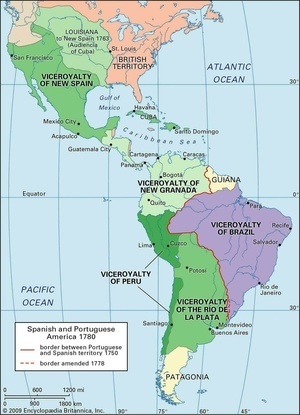 LOUISIANA
to New Spain 1763
(Audiencia
of Cuba)
St. Louis
BRITISH
TERRITORY
San Francisco
VICEROYALTY
OF NEW SPAIN
ATLANTIC
OCEAN
30°
Gulf of
Mexico
Havana
CUBA
Mexico City
Santo Domingo
Acapulco
Caribbean Sea
Guatemala City
Cartagena
Caracas
Panamá
Bogotá
GUIANA
VICEROYALTY OF
NEW GRANADA
Equator
0°
Quito
Pará
VICEROYALTY
OF BRAZIL
Recife
Lima
Cuzco
Salvador
VICEROYALTY
OF PERU
Potosí
PACIFIC
OCEAN
Rio de
Janeiro
VICEROYALTY
OF THE RÍO DE
LA PLATA
Spanish and Portuguese
America 1780
border between Portuguese
and Spanish territory 1750
border amended 1778
30°
Santiago
Montevideo
Buenos Aires
PATAGONIA
0 600 1200 mi
0 900 1800 km
© 2009 Encyclopædia Britannica, Inc.
90°
75°
60°
45°